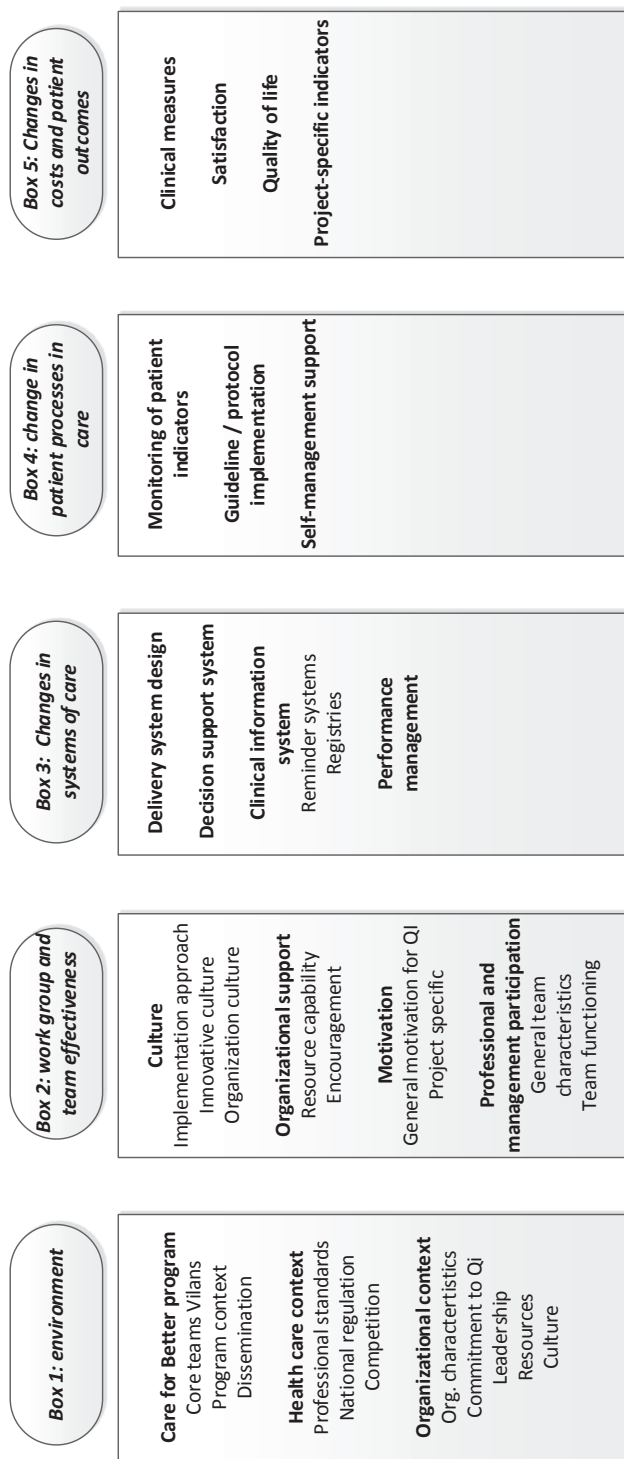 Box 1: environment
Care for Better program
Core teams Vilans
Program context
Dissemination
Health care context
Professional standards
National regulation
Competition
Organizational context
Org. charactertistics
Commitment to Qi
Leadership
Resources
Culture
Box 2: work group and
team effectiveness
Culture
Implementation approach
Innovative culture
Organization culture
Organizational support
Resource capability
Encouragement
Motivation
General motivation for QI
Project specific
Professional and
management participation
General team
characteristics
Team functioning
Box 3: Changes in
systems of care
Delivery system design
Decision support system
Clinical information
system
Reminder systems
Registries
Performance
management
Box 4: change in
patient processes in
care
Monitoring of patient
indicators
Guideline / protocol
implementation
Self-management support
Box 5: Changes in
costs and patient
outcomes
Clinical measures
Satisfaction
Quality of life
Project-specific indicators